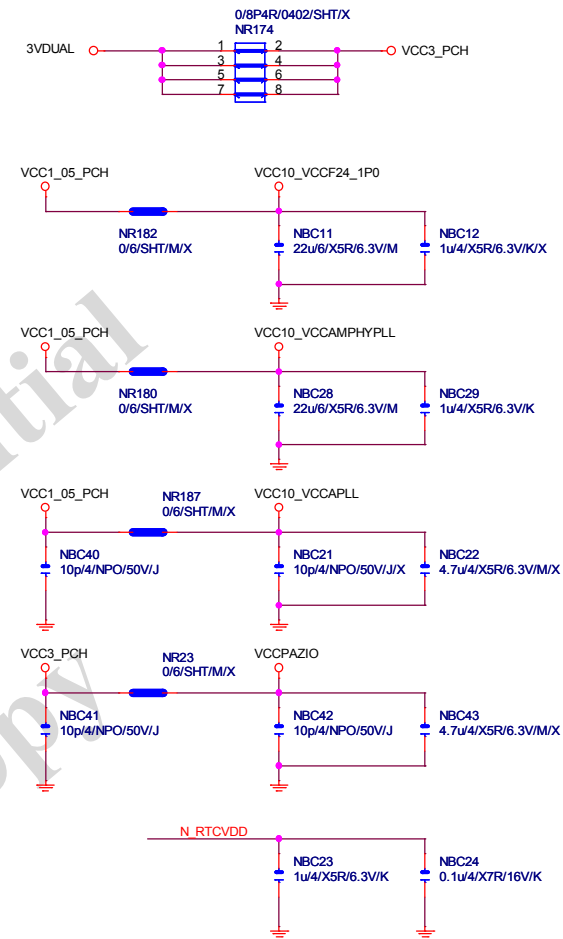 0/8P4R/0402/SHT/X
NR174
3VDUAL
1 2
3 4
5 6
7 8
VCC3_PCH
VCC1_05_PCH
VCC10_VCCF24_1P0
NR182
0/6/SHT/M/X
NBC11
22u/6/X5R/6.3V/M
NBC12
1u/4/X5R/6.3V/K/X
VCC1_05_PCH
VCC10_VCCAMPHYPLL
NR180
0/6/SHT/M/X
NBC28
22u/6/X5R/6.3V/M
NBC29
1u/4/X5R/6.3V/K
VCC1_05_PCH
NR187
0/6/SHT/M/X
VCC10_VCCAPLL
NBC40
10p/4/NPO/50V/J
NBC21
10p/4/NPO/50V/J/X
NBC22
4.7u/4/X5R/6.3V/M/X
VCC3_PCH
NR23
0/6/SHT/M/X
VCCPAZIO
NBC41
10p/4/NPO/50V/J
NBC42
10p/4/NPO/50V/J
NBC43
4.7u/4/X5R/6.3V/M/X
N_RTCVDD
NBC23
1u/4/X5R/6.3V/K
NBC24
0.1u/4/X7R/16V/K
ntial
opy